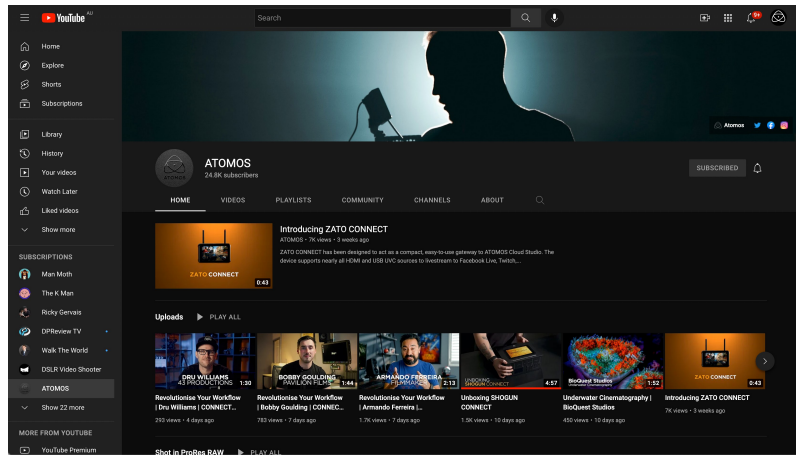 YouTube AU
Search
9+
Home
Explore
Shorts
Subscriptions
Library
History
Your videos
Watch Later
Liked videos
Show more
SUBSCRIPTIONS
Man Moth
The K Man
Ricky Gervais
DPReview TV
Walk The World
DSLR Video Shooter
ATOMOS
Show 22 more
MORE FROM YOUTUBE
YouTube Premium
Atomos
ATOMOS
ATOMOS
24.8K subscribers
SUBSCRIBED
HOME VIDEOS PLAYLISTS COMMUNITY CHANNELS ABOUT
ZATO CONNECT
0:43
Introducing ZATO CONNECT
ATOMOS • 7K views • 3 weeks ago
ZATO CONNECT has been designed to act as a compact, easy-to-use gateway to ATOMOS Cloud Studio. The
device supports nearly all HDMI and USB UVC sources to livestream to Facebook Live, Twitch,...
Uploads PLAY ALL
DRU WILLIAMS
43 PRODUCTIONS
1:30
Revolutionise Your Workflow
| Dru Williams | CONNECT...
293 views • 4 days ago
BOBBY GOULDING
PAVILION FILMS
1:44
Revolutionise Your Workflow
| Bobby Goulding | CONNEC...
783 views • 7 days ago
ARMANDO FERREIRA
FILMMAKER
2:13
Revolutionise Your Workflow
| Armando Ferreira |...
1.7K views • 7 days ago
UNBOXING
SHOGUN CONNECT
4:57
Unboxing SHOGUN
CONNECT
1.5K views • 10 days ago
BioQuest Studios
1:52
Underwater Cinematography |
BioQuest Studios
450 views • 10 days ago
ZATO CONNECT
0:43
Introducing ZATO CONNECT
7K views • 3 weeks ago
Shot in ProRes RAW PLAY ALL